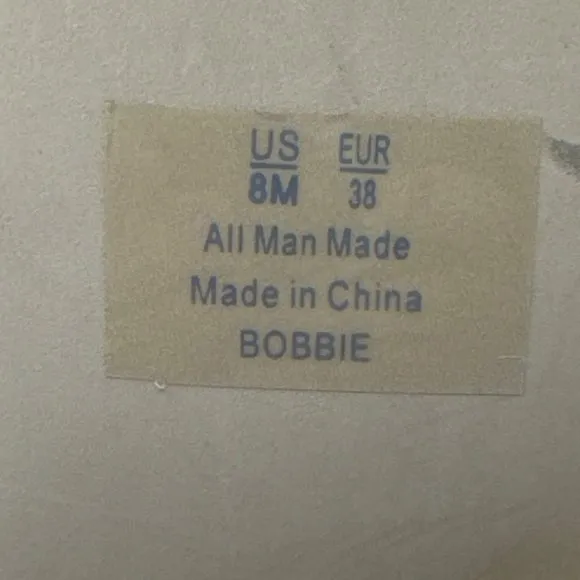 US EUR
8M 38
All Man Made
Made in China
BOBBIE